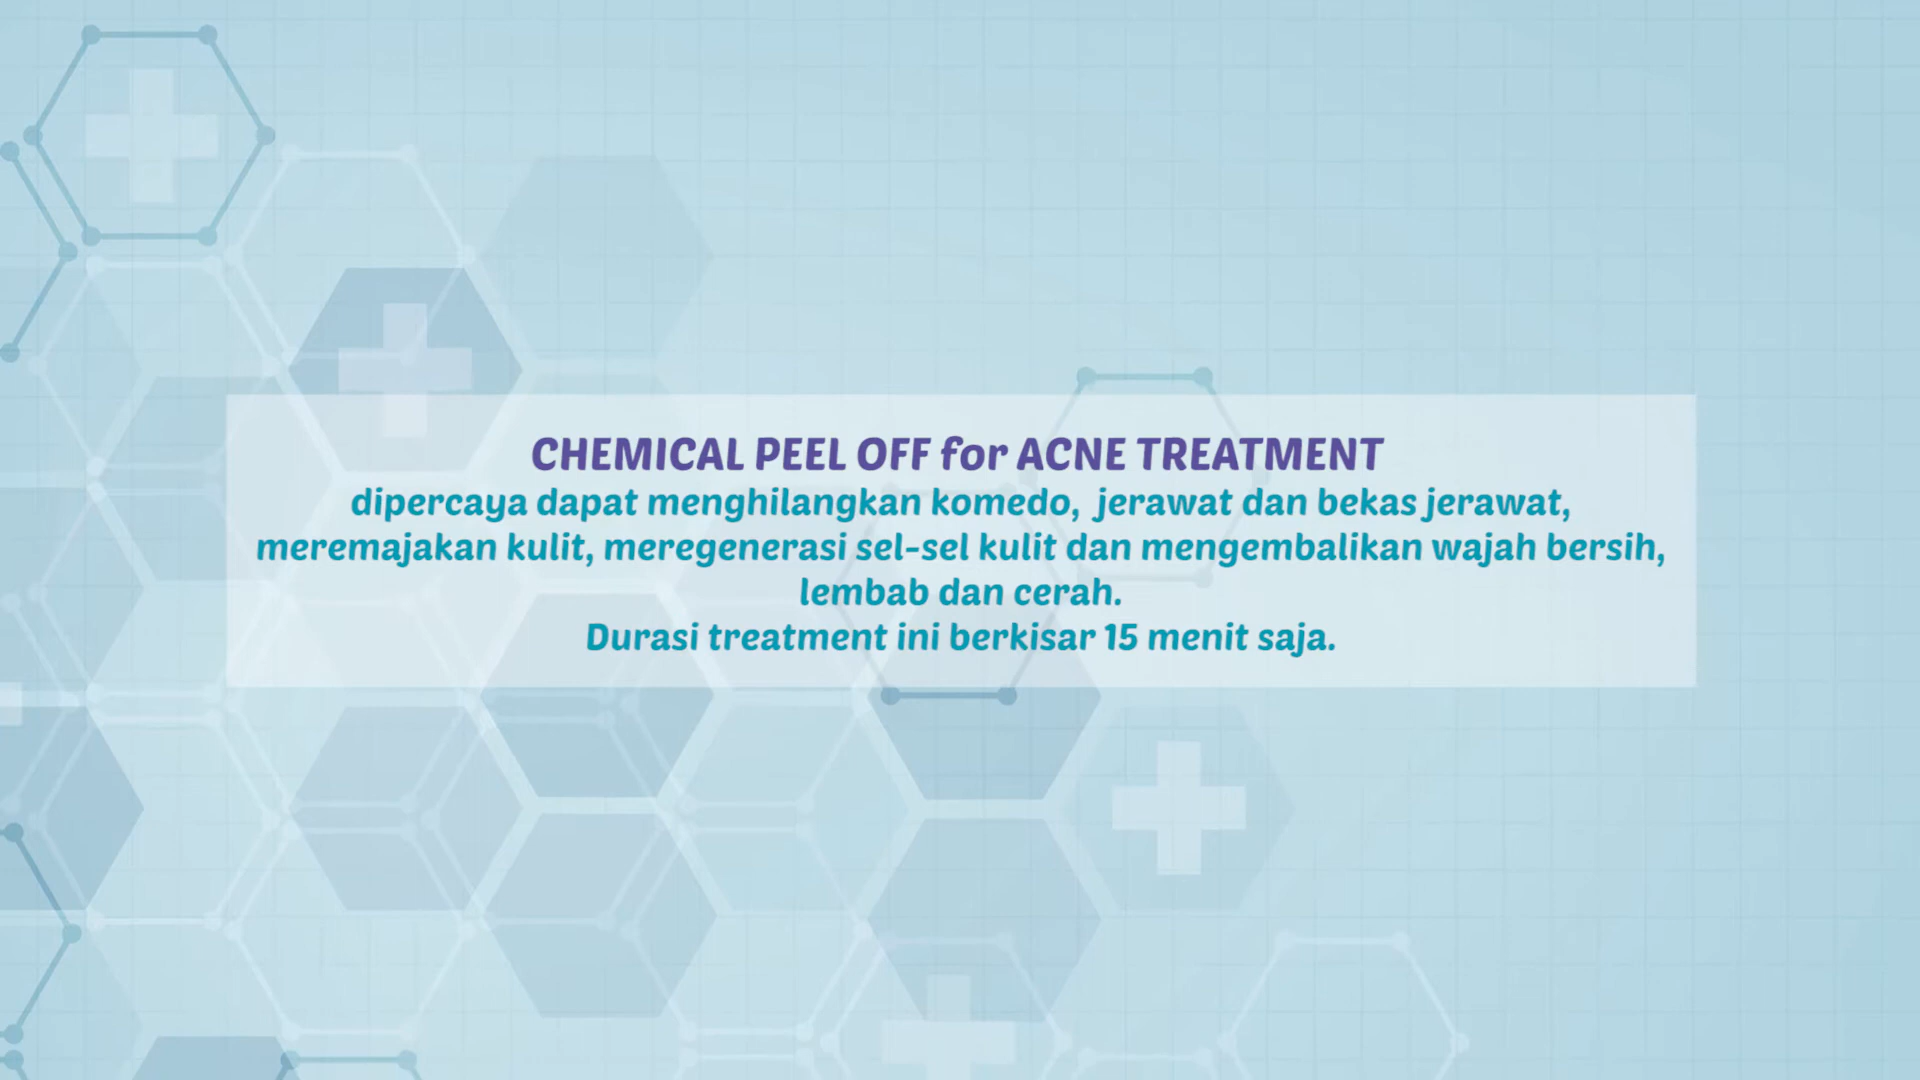 CHEMICAL PEEL OFF for ACNE TREATMENT
dipercaya dapat menghilangkan komedo, jerawat dan bekas jerawat,
meremajakan kulit, meregenerasi sel-sel kulit dan mengembalikan wajah bersih,
lembab dan cerah.
Durasi treatment ini berkisar 15 menit saja.